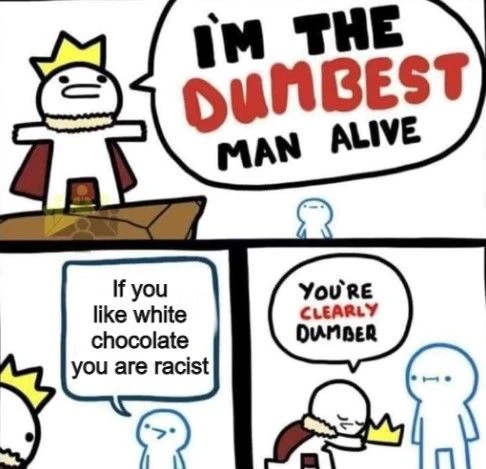 I'M THE
DUMBEST
MAN ALIVE
If you
like white
chocolate
you are racist
YOU'RE
CLEARLY
DUMBER